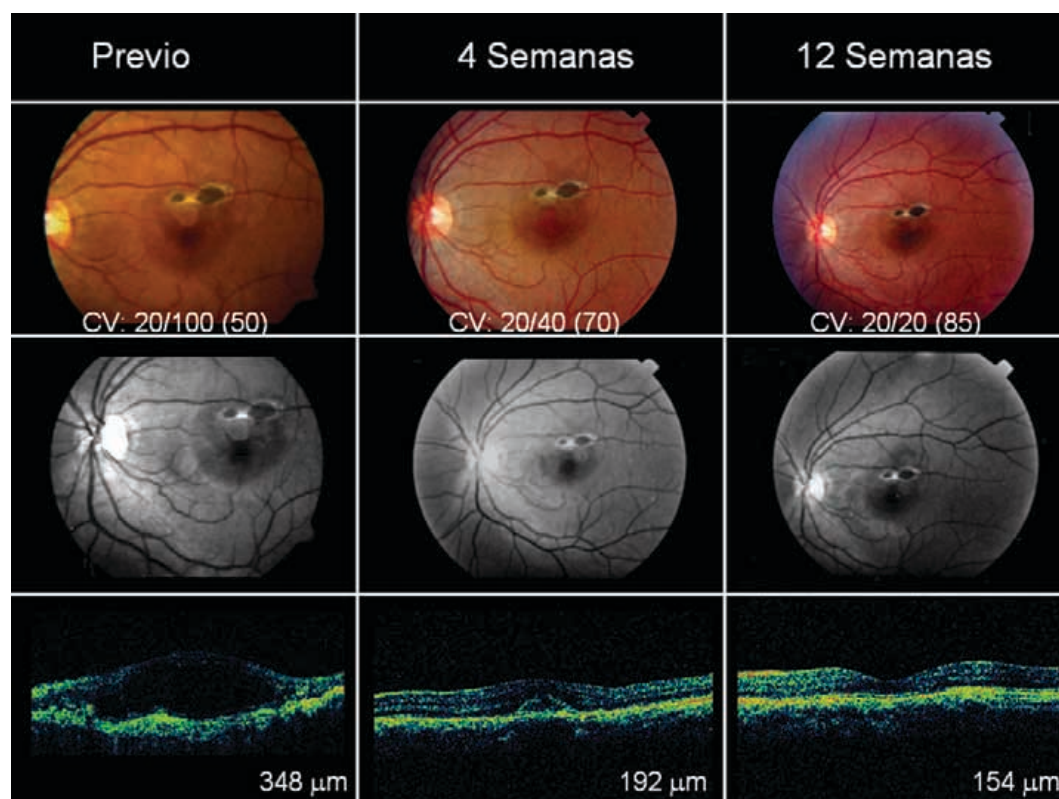 Previo
4 Semanas
12 Semanas
CV: 20/100 (50)
CV: 20/40 (70)
CV: 20/20 (85)
348 μm
192 μm
154 μm